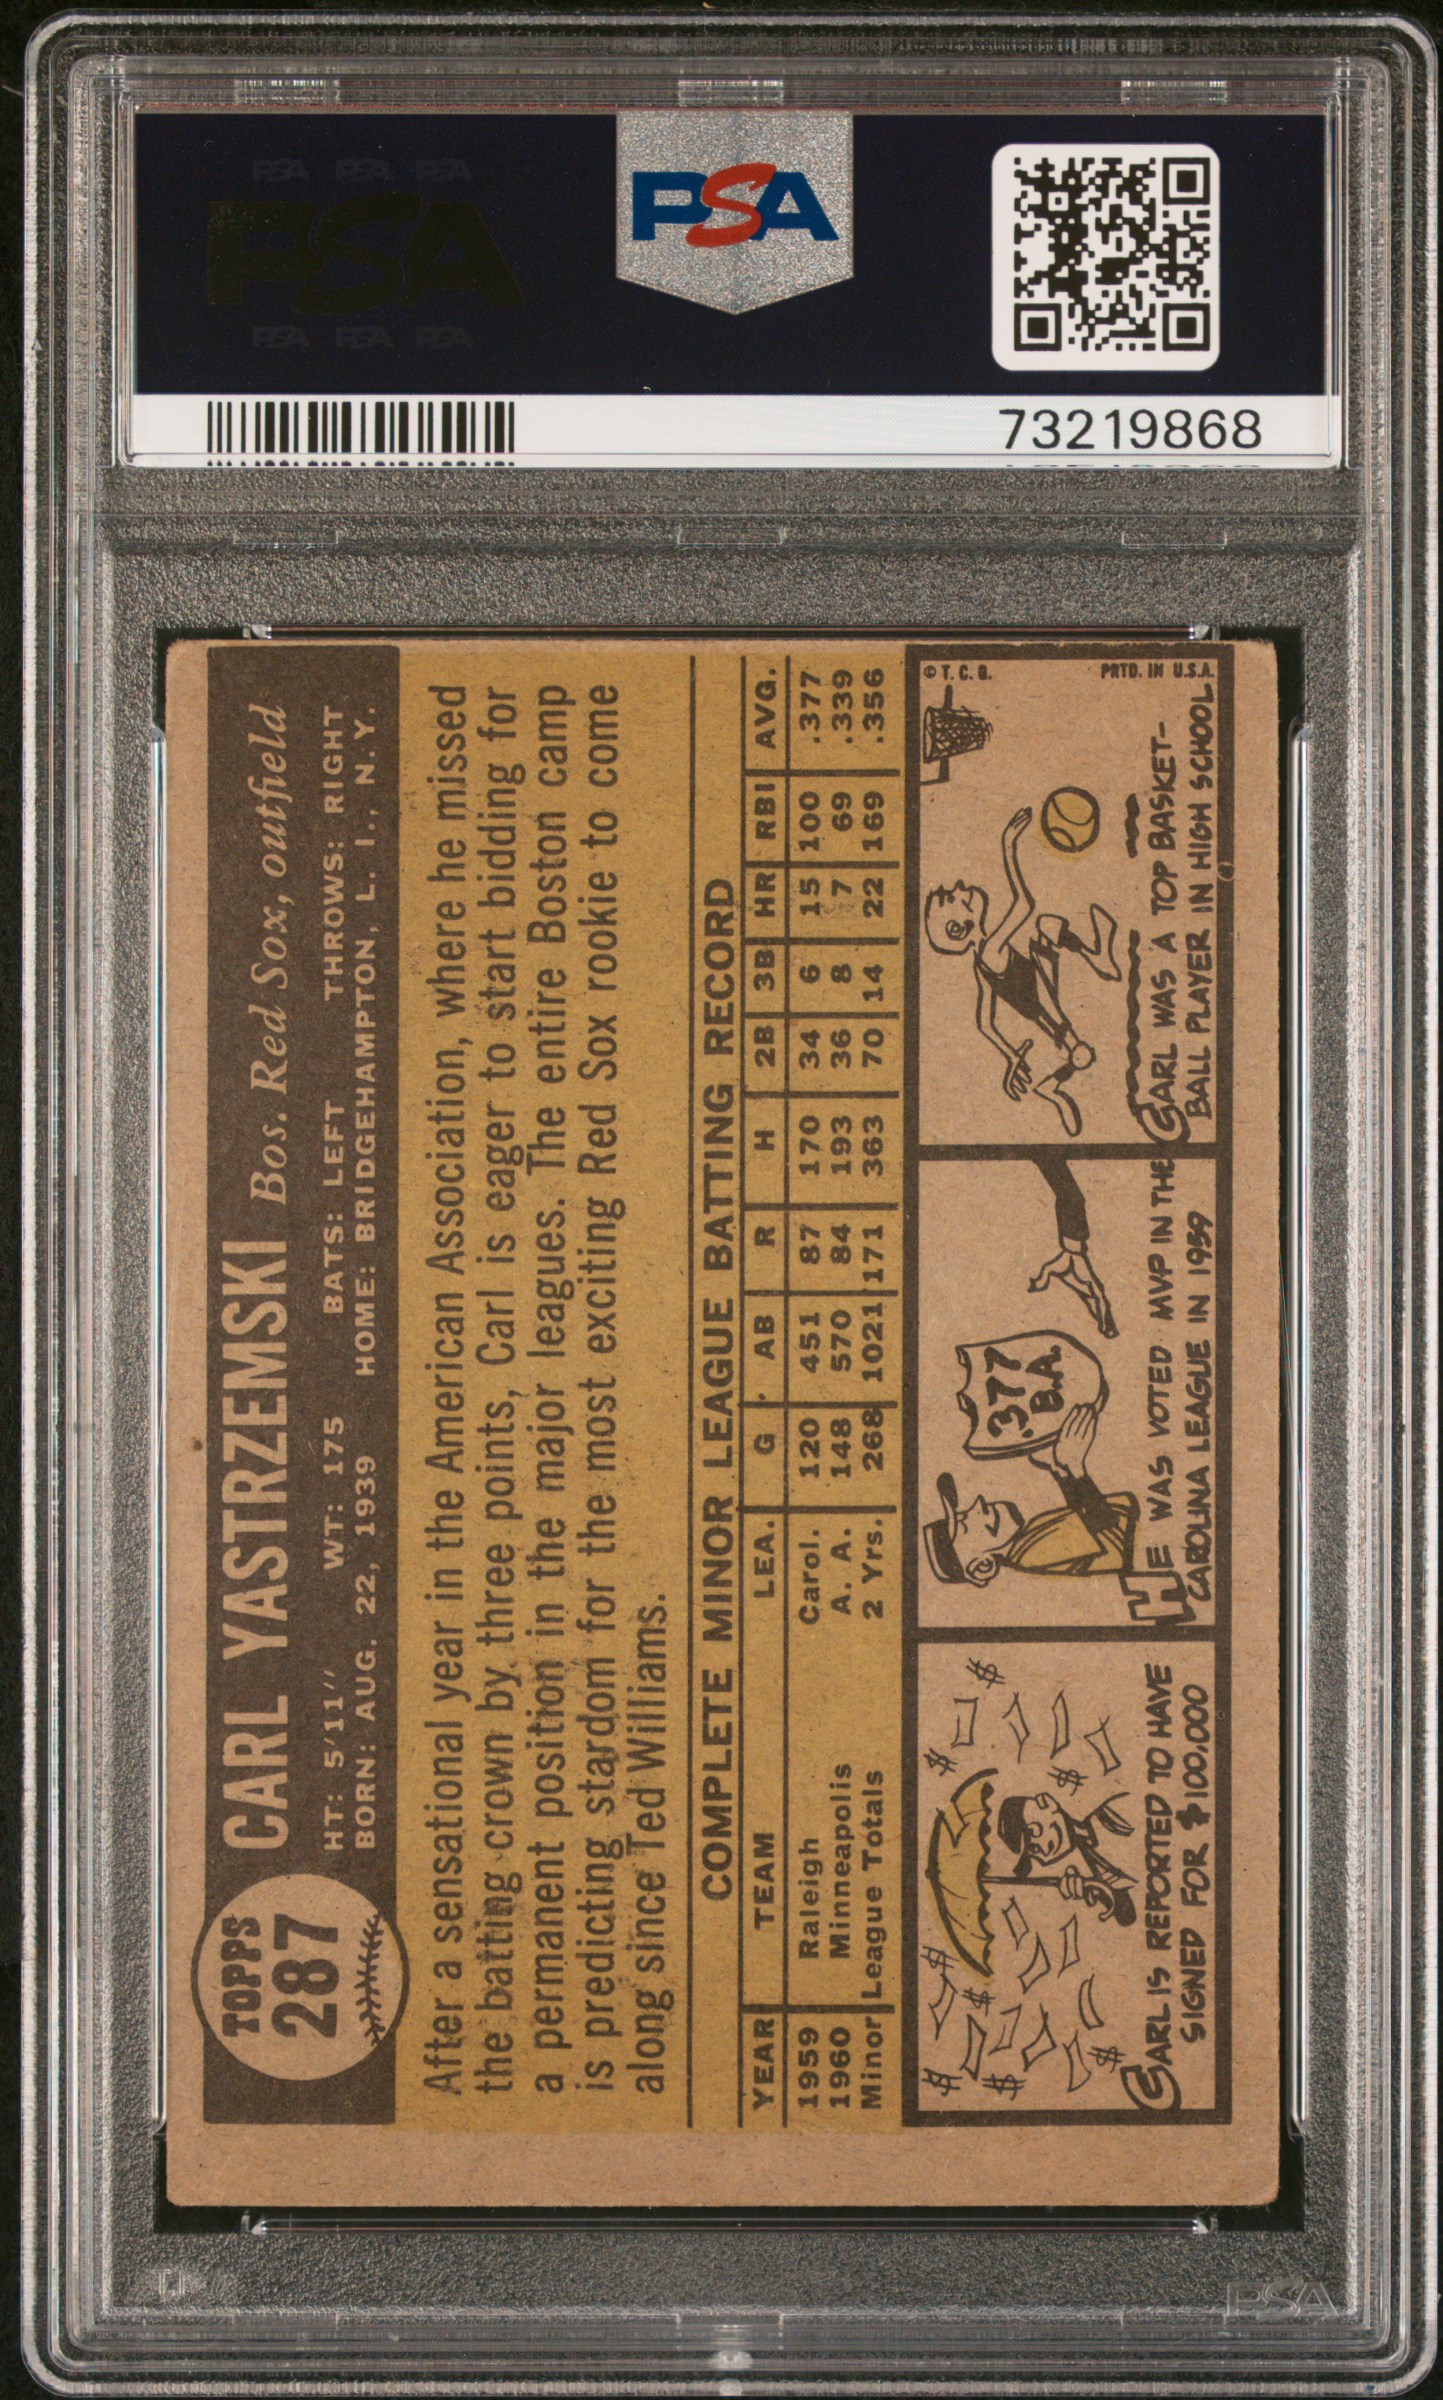 PSA PSA PSA
PSA
PSA PSA PSA
PSA
73219868
TOPPS
287
CARL YASTRZEMSKI Bos. Red Sox, outfield
HT: 5'11" WT: 175 BATS: LEFT THROWS: RIGHT
BORN: AUG. 22, 1939 HOME: BRIDGEHAMPTON, L. I., N.Y.
After a sensational year in the American Association, where he missed
the batting crown by three points, Carl is eager to start bidding for
a permanent position in the major leagues. The entire Boston camp
is predicting stardom for the most exciting Red Sox rookie to come
along since Ted Williams.
COMPLETE MINOR LEAGUE BATTING RECORD
YEAR TEAM LEA. G. AB R H 2B 3B HR RBI AVG.
1959 Raleigh Carol. 120 451 87 170 34 6 15 100 .377
1960 Minneapolis A. A. 148 570 84 193 36 8 7 69 .339
Minor League Totals 2 Yrs. 268 1021 171 363 70 14 22 169 .356
CARL IS REPORTED TO HAVE
SIGNED FOR $100,000
.377
B.A.
HE WAS VOTED MVP IN THE
CAROLINA LEAGUE IN 1959
© T. C. G. PRTD. IN U.S.A.
CARL WAS A TOP BASKET-
BALL PLAYER IN HIGH SCHOOL
PSA